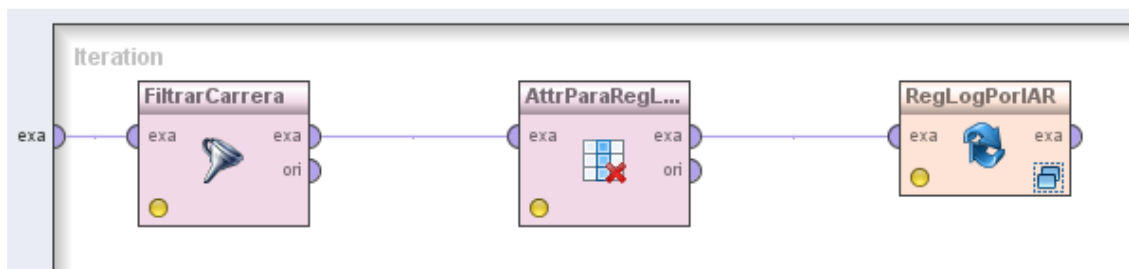 Iteration
FiltrarCarrera
AttrParaRegL...
RegLogPorIAR
exa
exa
exa
exa
exa
exa
exa
ori
ori